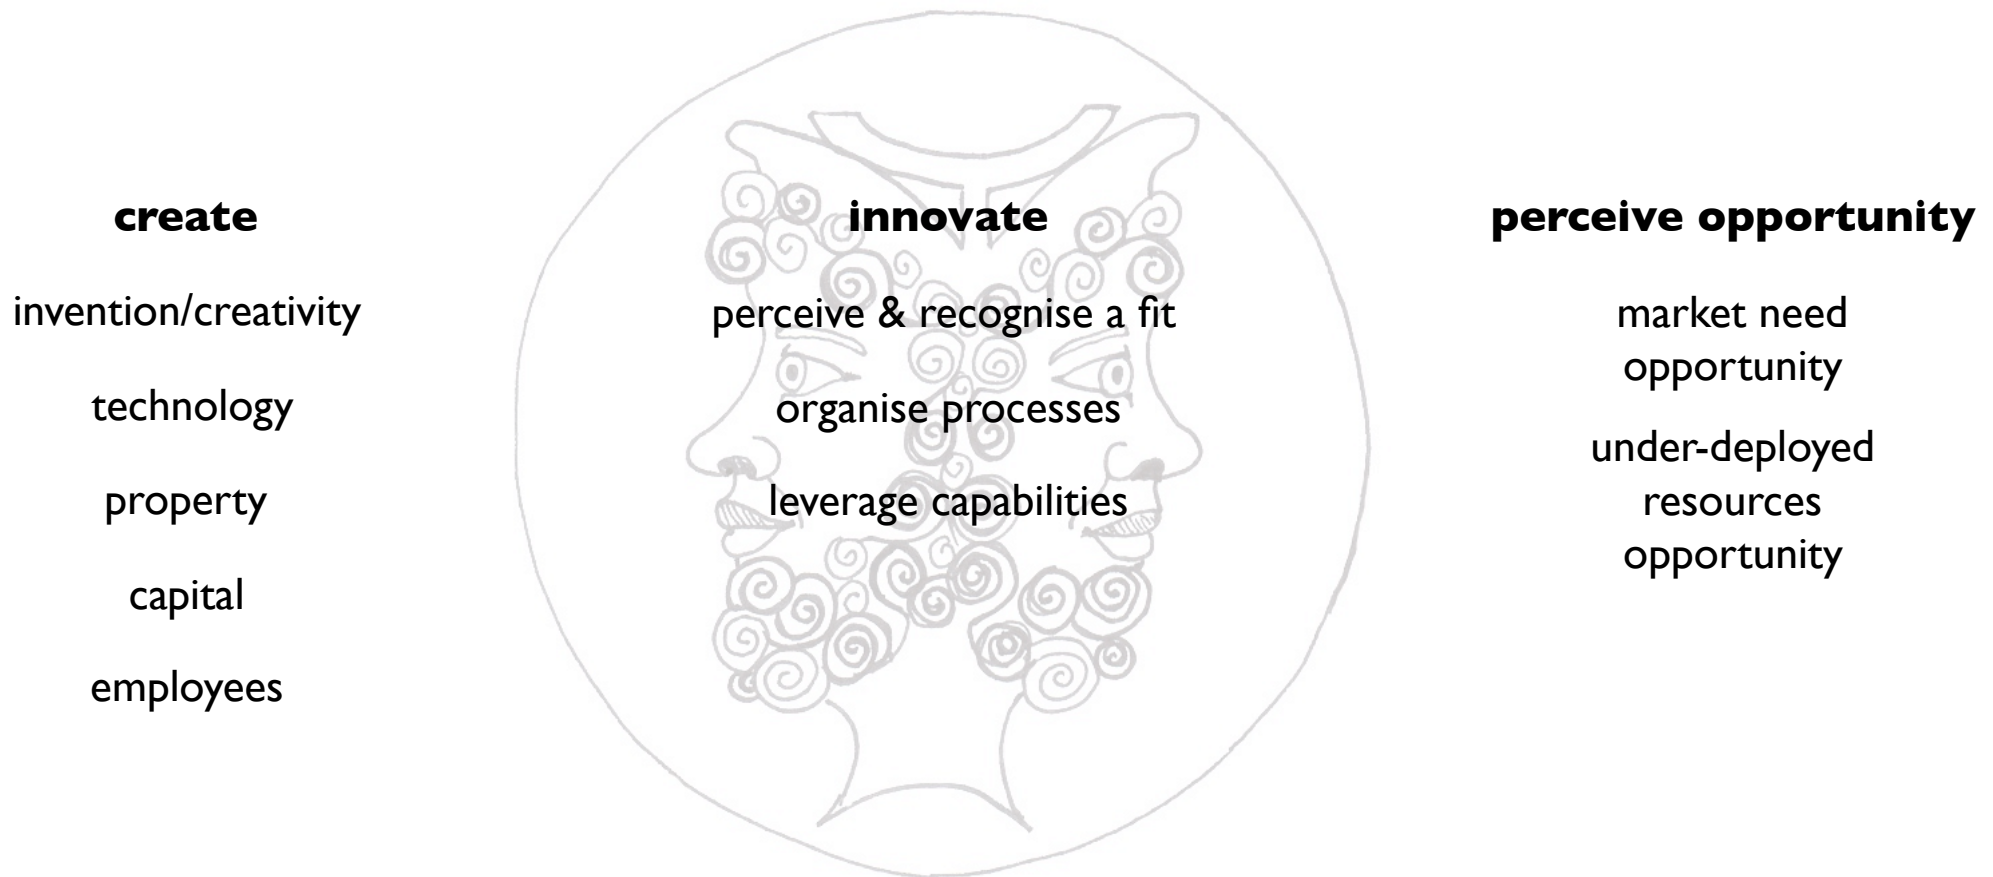 create
invention/creativity
technology
property
capital
employees
innovate
perceive & recognise a fit
organise processes
leverage capabilities
perceive opportunity
market need
opportunity
under-deployed
resources
opportunity